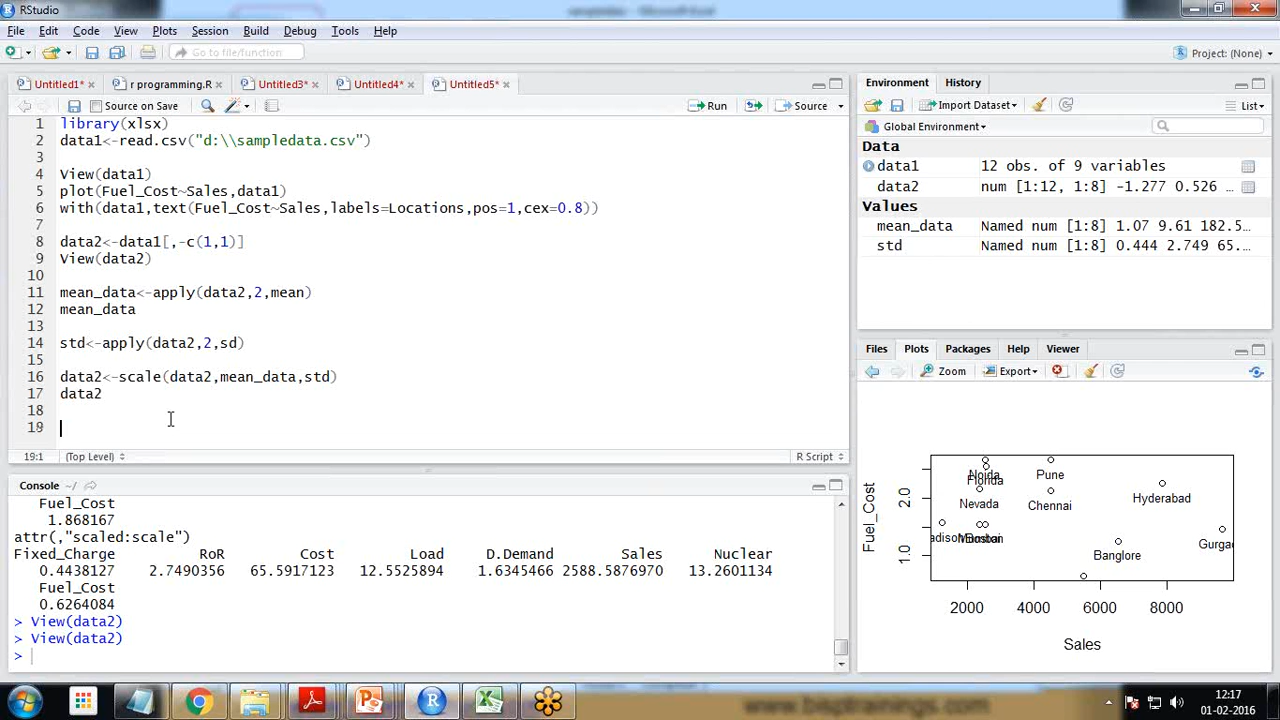 RStudio
File Edit Code View Plots Session Build Debug Tools Help
Go to file/function
Project: (None)
Untitled1* r programming.R Untitled3* Untitled4* Untitled5*
Source on Save
Run Source
1 library(xlsx)
2 data1<-read.csv("d:\\sampledata.csv")
3
4 View(data1)
5 plot(Fuel_Cost~Sales,data1)
6 with(data1,text(Fuel_Cost~Sales,labels=Locations,pos=1,cex=0.8))
7
8 data2<-data1[,-c(1,1)]
9 View(data2)
10
11 mean_data<-apply(data2,2,mean)
12 mean_data
13
14 std<-apply(data2,2,sd)
15
16 data2<-scale(data2,mean_data,std)
17 data2
18
19
19:1 (Top Level) R Script
Console ~/
Fuel_Cost
1.868167
attr(,"scaled:scale")
Fixed_Charge RoR Cost Load D.Demand Sales Nuclear
0.4438127 2.7490356 65.5917123 12.5525894 1.6345466 2588.5876970 13.2601134
Fuel_Cost
0.6264084
> View(data2)
> View(data2)
>
Environment History
Import Dataset List
Global Environment
Data
data1 12 obs. of 9 variables
data2 num [1:12, 1:8] -1.277 0.526 ...
Values
mean_data Named num [1:8] 1.07 9.61 182.5…
std Named num [1:8] 0.444 2.749 65.…
Files Plots Packages Help Viewer
Zoom Export
Fuel_Cost
2.0
1.0
Noida
Florida
Pune
Nevada
Chennai
Hyderabad
Banglore
2000 4000 6000 8000
Sales
www.bisptrainings.com
12:17
01-02-2016